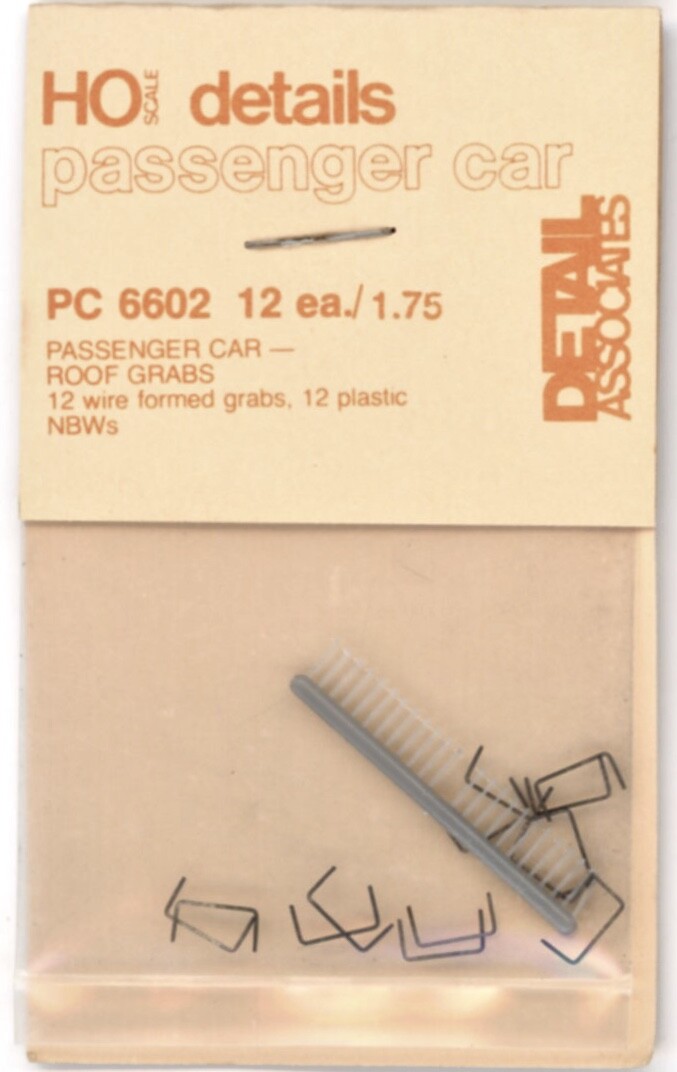 HO SCALE details
passenger car
DETAIL
ASSOCIATES
PC 6602 12 ea./1.75
PASSENGER CAR —
ROOF GRABS
12 wire formed grabs, 12 plastic
NBWs